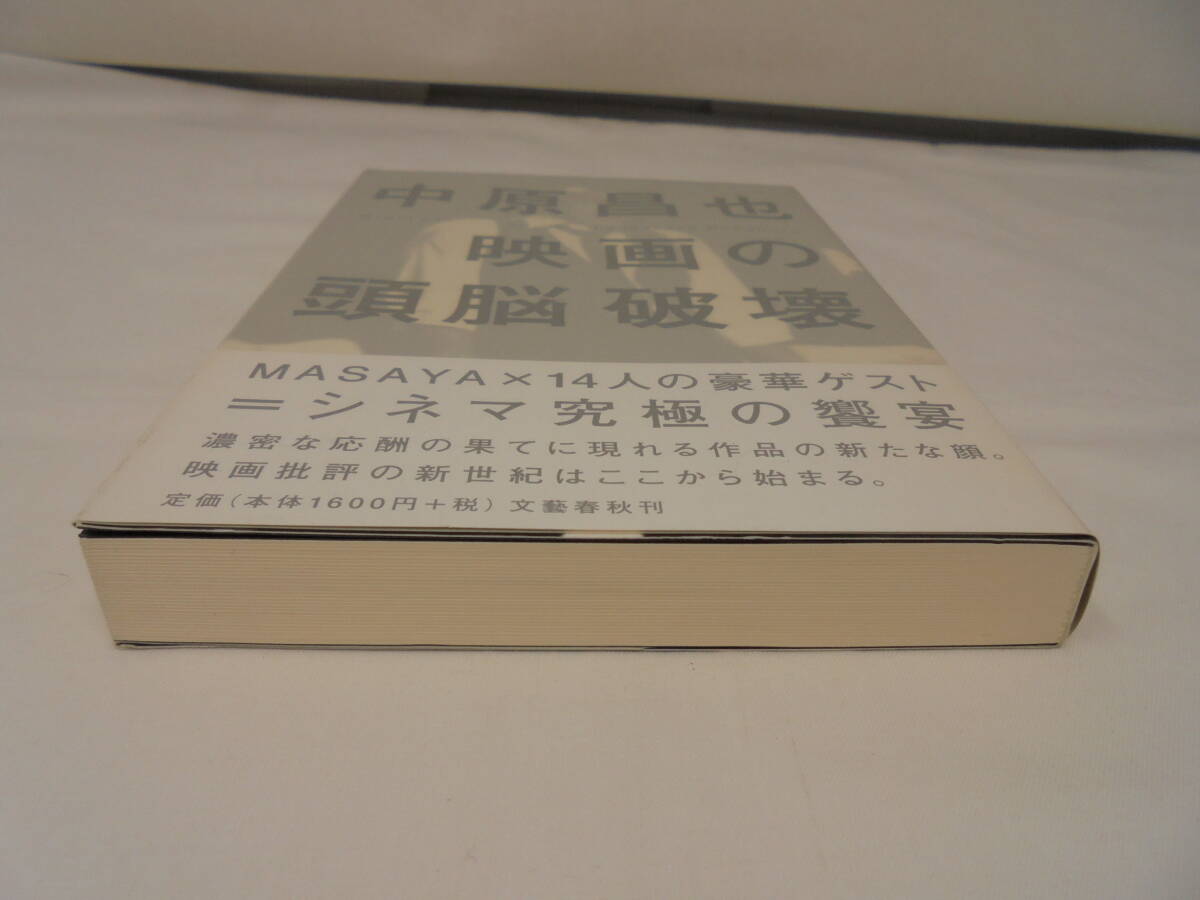 中原昌也
映画の
頭脳破壊
MASAYA×14人の豪華ゲスト
＝シネマ究極の饗宴
濃密な応酬の果てに現れる作品の新たな顔。
映画批評の新世紀はここから始まる。
定価(本体1600円＋税) 文藝春秋刊